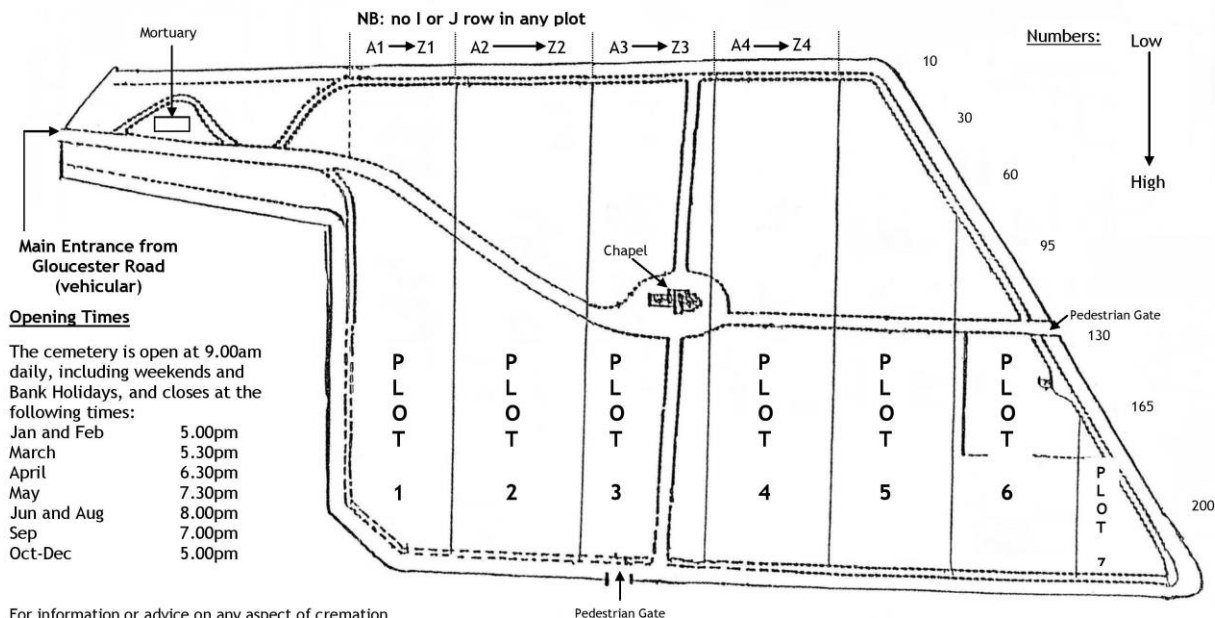 NB: no I or J row in any plot
Mortuary
A1 → Z1
A2 → Z2
A3 → Z3
A4 → Z4
Numbers:
Low
High
10
30
60
95
130
165
200
Main Entrance from
Gloucester Road
(vehicular)
Chapel
Pedestrian Gate
Opening Times
The cemetery is open at 9.00am
daily, including weekends and
Bank Holidays, and closes at the
following times:
Jan and Feb 5.00pm
March 5.30pm
April 6.30pm
May 7.30pm
Jun and Aug 8.00pm
Sep 7.00pm
Oct-Dec 5.00pm
PLOT 1
PLOT 2
PLOT 3
PLOT 4
PLOT 5
PLOT 6
PLOT 7
Pedestrian Gate
For information or advice on any aspect of cremation